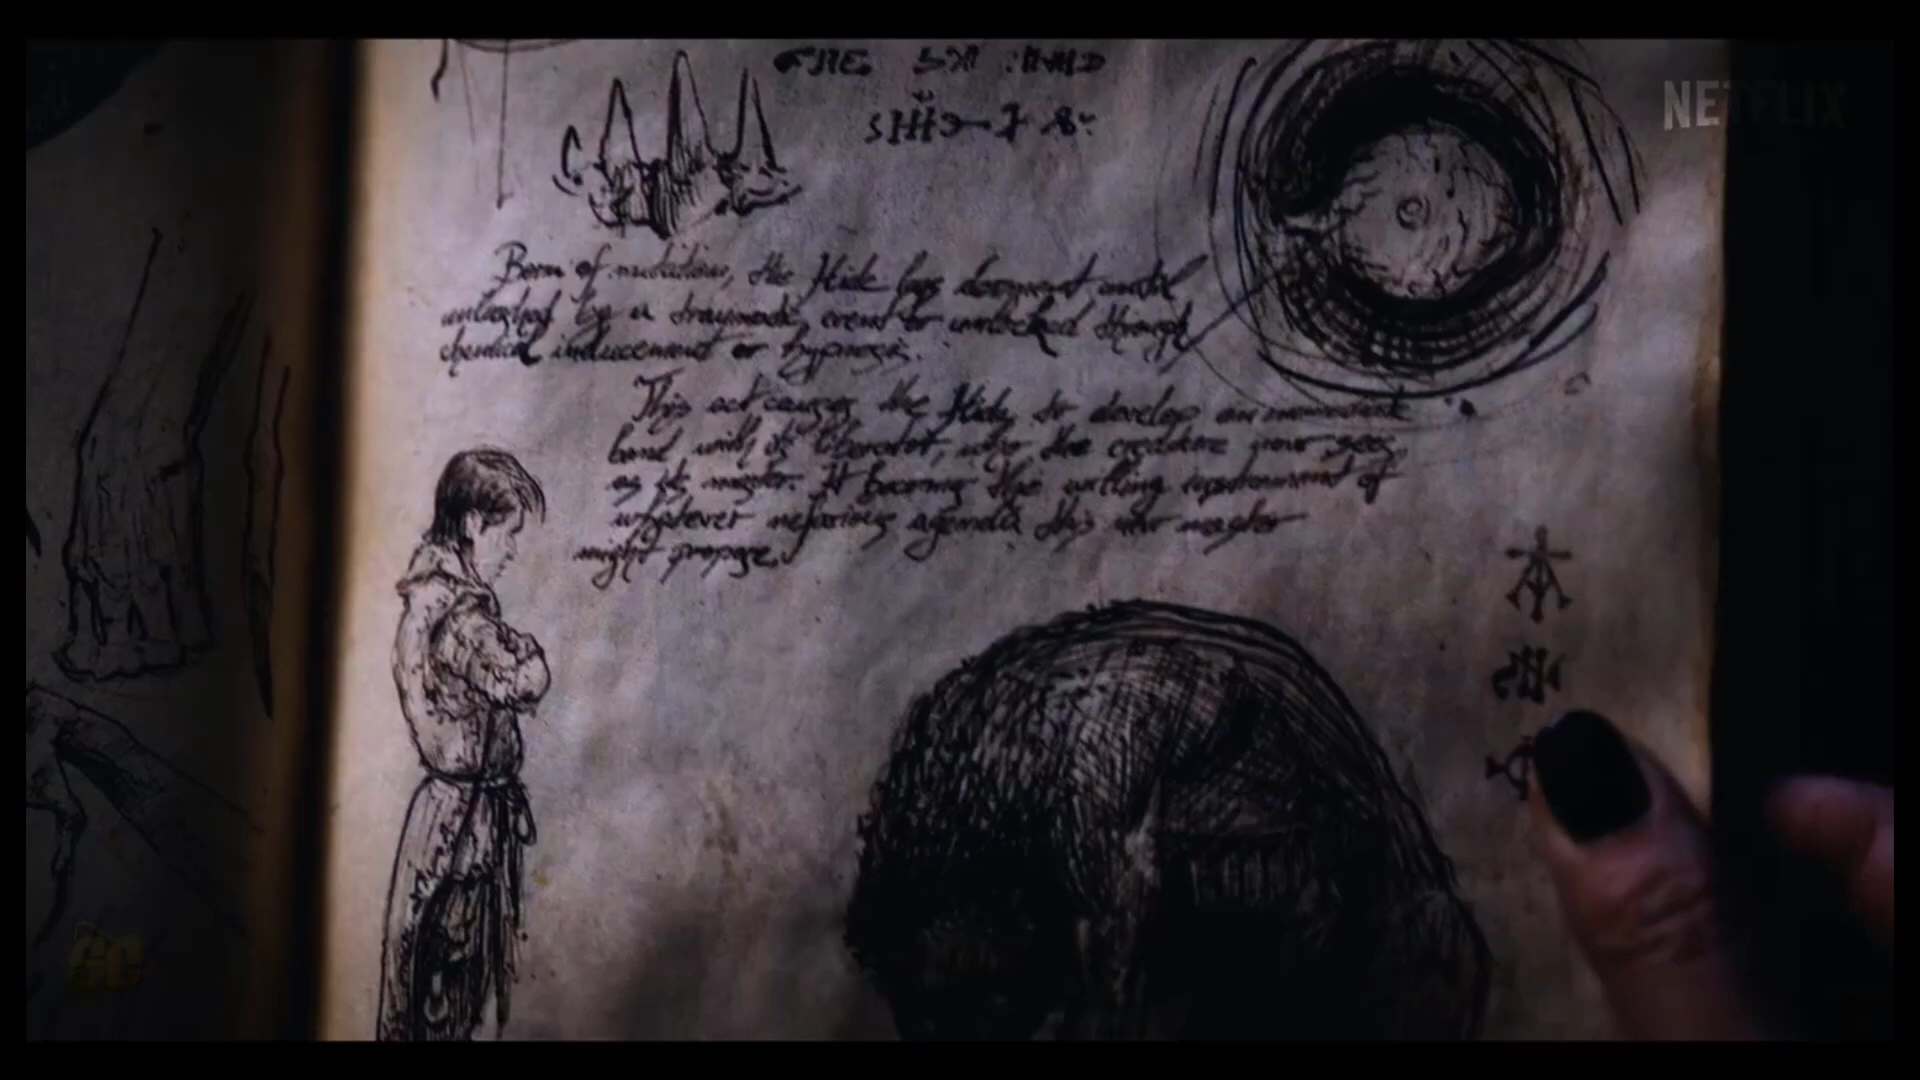 NETFLIX
Born of mutation, the Hyde lays dormant until
unleashed by a traumatic event or unlocked through
chemical inducement or hypnosis.
This act causes the Hyde to develop an immediate
bond with its liberator, who the creature now sees
as its master. It becomes the willing instrument of
whatever nefarious agenda this new master
might propose.
GC